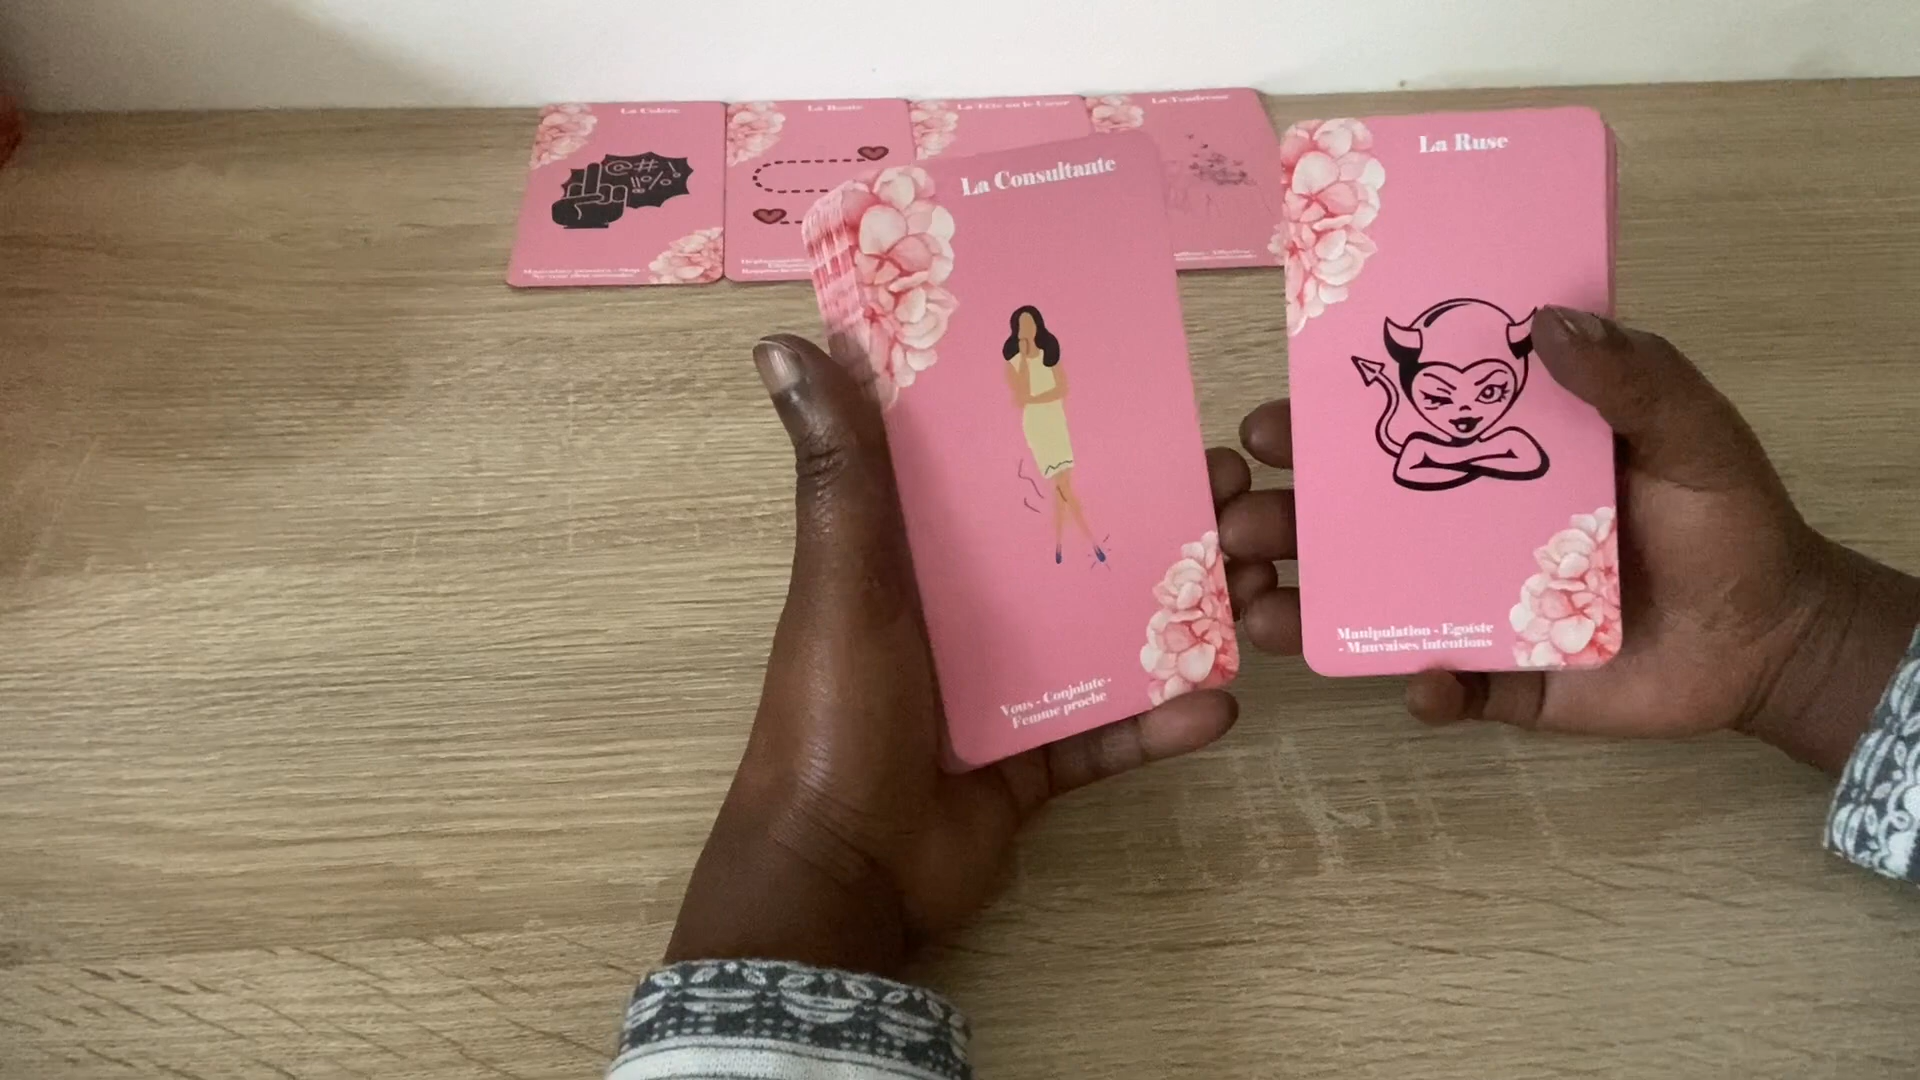 La Colère
La Route
La Tête ou le Cœur
La Tendresse
@#
!!%
La Consultante
Vous - Conjointe -
Femme proche
La Ruse
Manipulation - Egoïste
- Mauvaises intentions